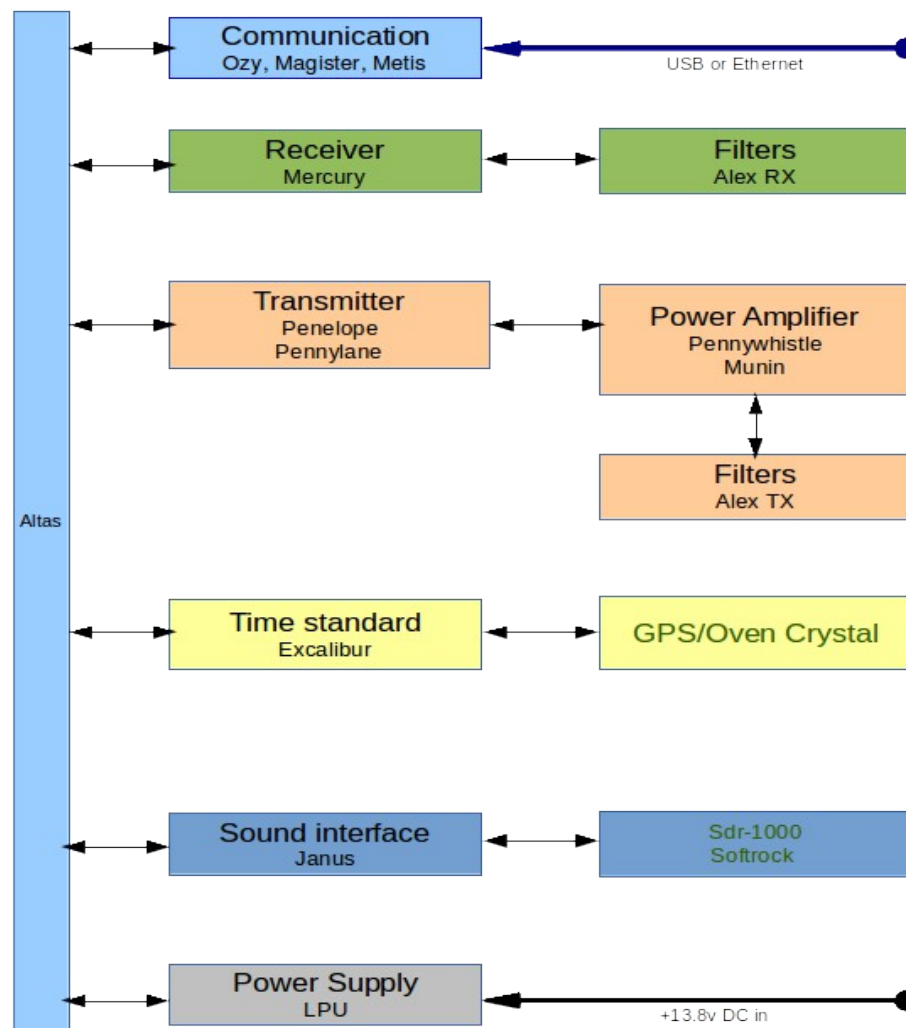 Communication
Ozy, Magister, Metis
USB or Ethernet
Receiver
Mercury
Filters
Alex RX
Transmitter
Penelope
Pennylane
Power Amplifier
Pennywhistle
Munin
Filters
Alex TX
Altas
Time standard
Excalibur
GPS/Oven Crystal
Sound interface
Janus
Sdr-1000
Softrock
Power Supply
LPU
+13.8v DC in